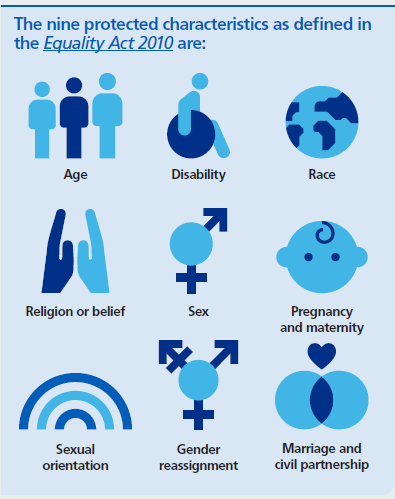 The nine protected characteristics as defined in
the Equality Act 2010 are:
Age
Disability
Race
Religion or belief
Sex
Pregnancy
and maternity
Sexual
orientation
Gender
reassignment
Marriage and
civil partnership